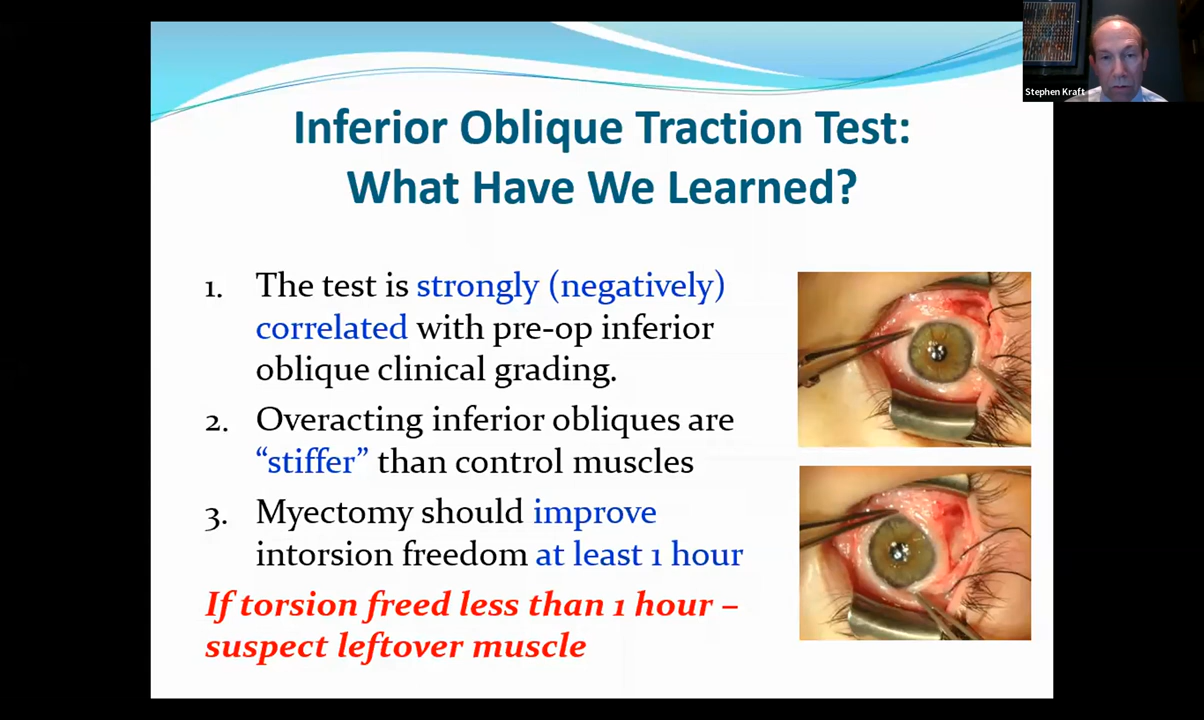 Stephen Kraft
Inferior Oblique Traction Test:
What Have We Learned?
1. The test is strongly (negatively)
correlated with pre-op inferior
oblique clinical grading.
2. Overacting inferior obliques are
“stiffer” than control muscles
3. Myectomy should improve
intorsion freedom at least 1 hour
If torsion freed less than 1 hour –
suspect leftover muscle